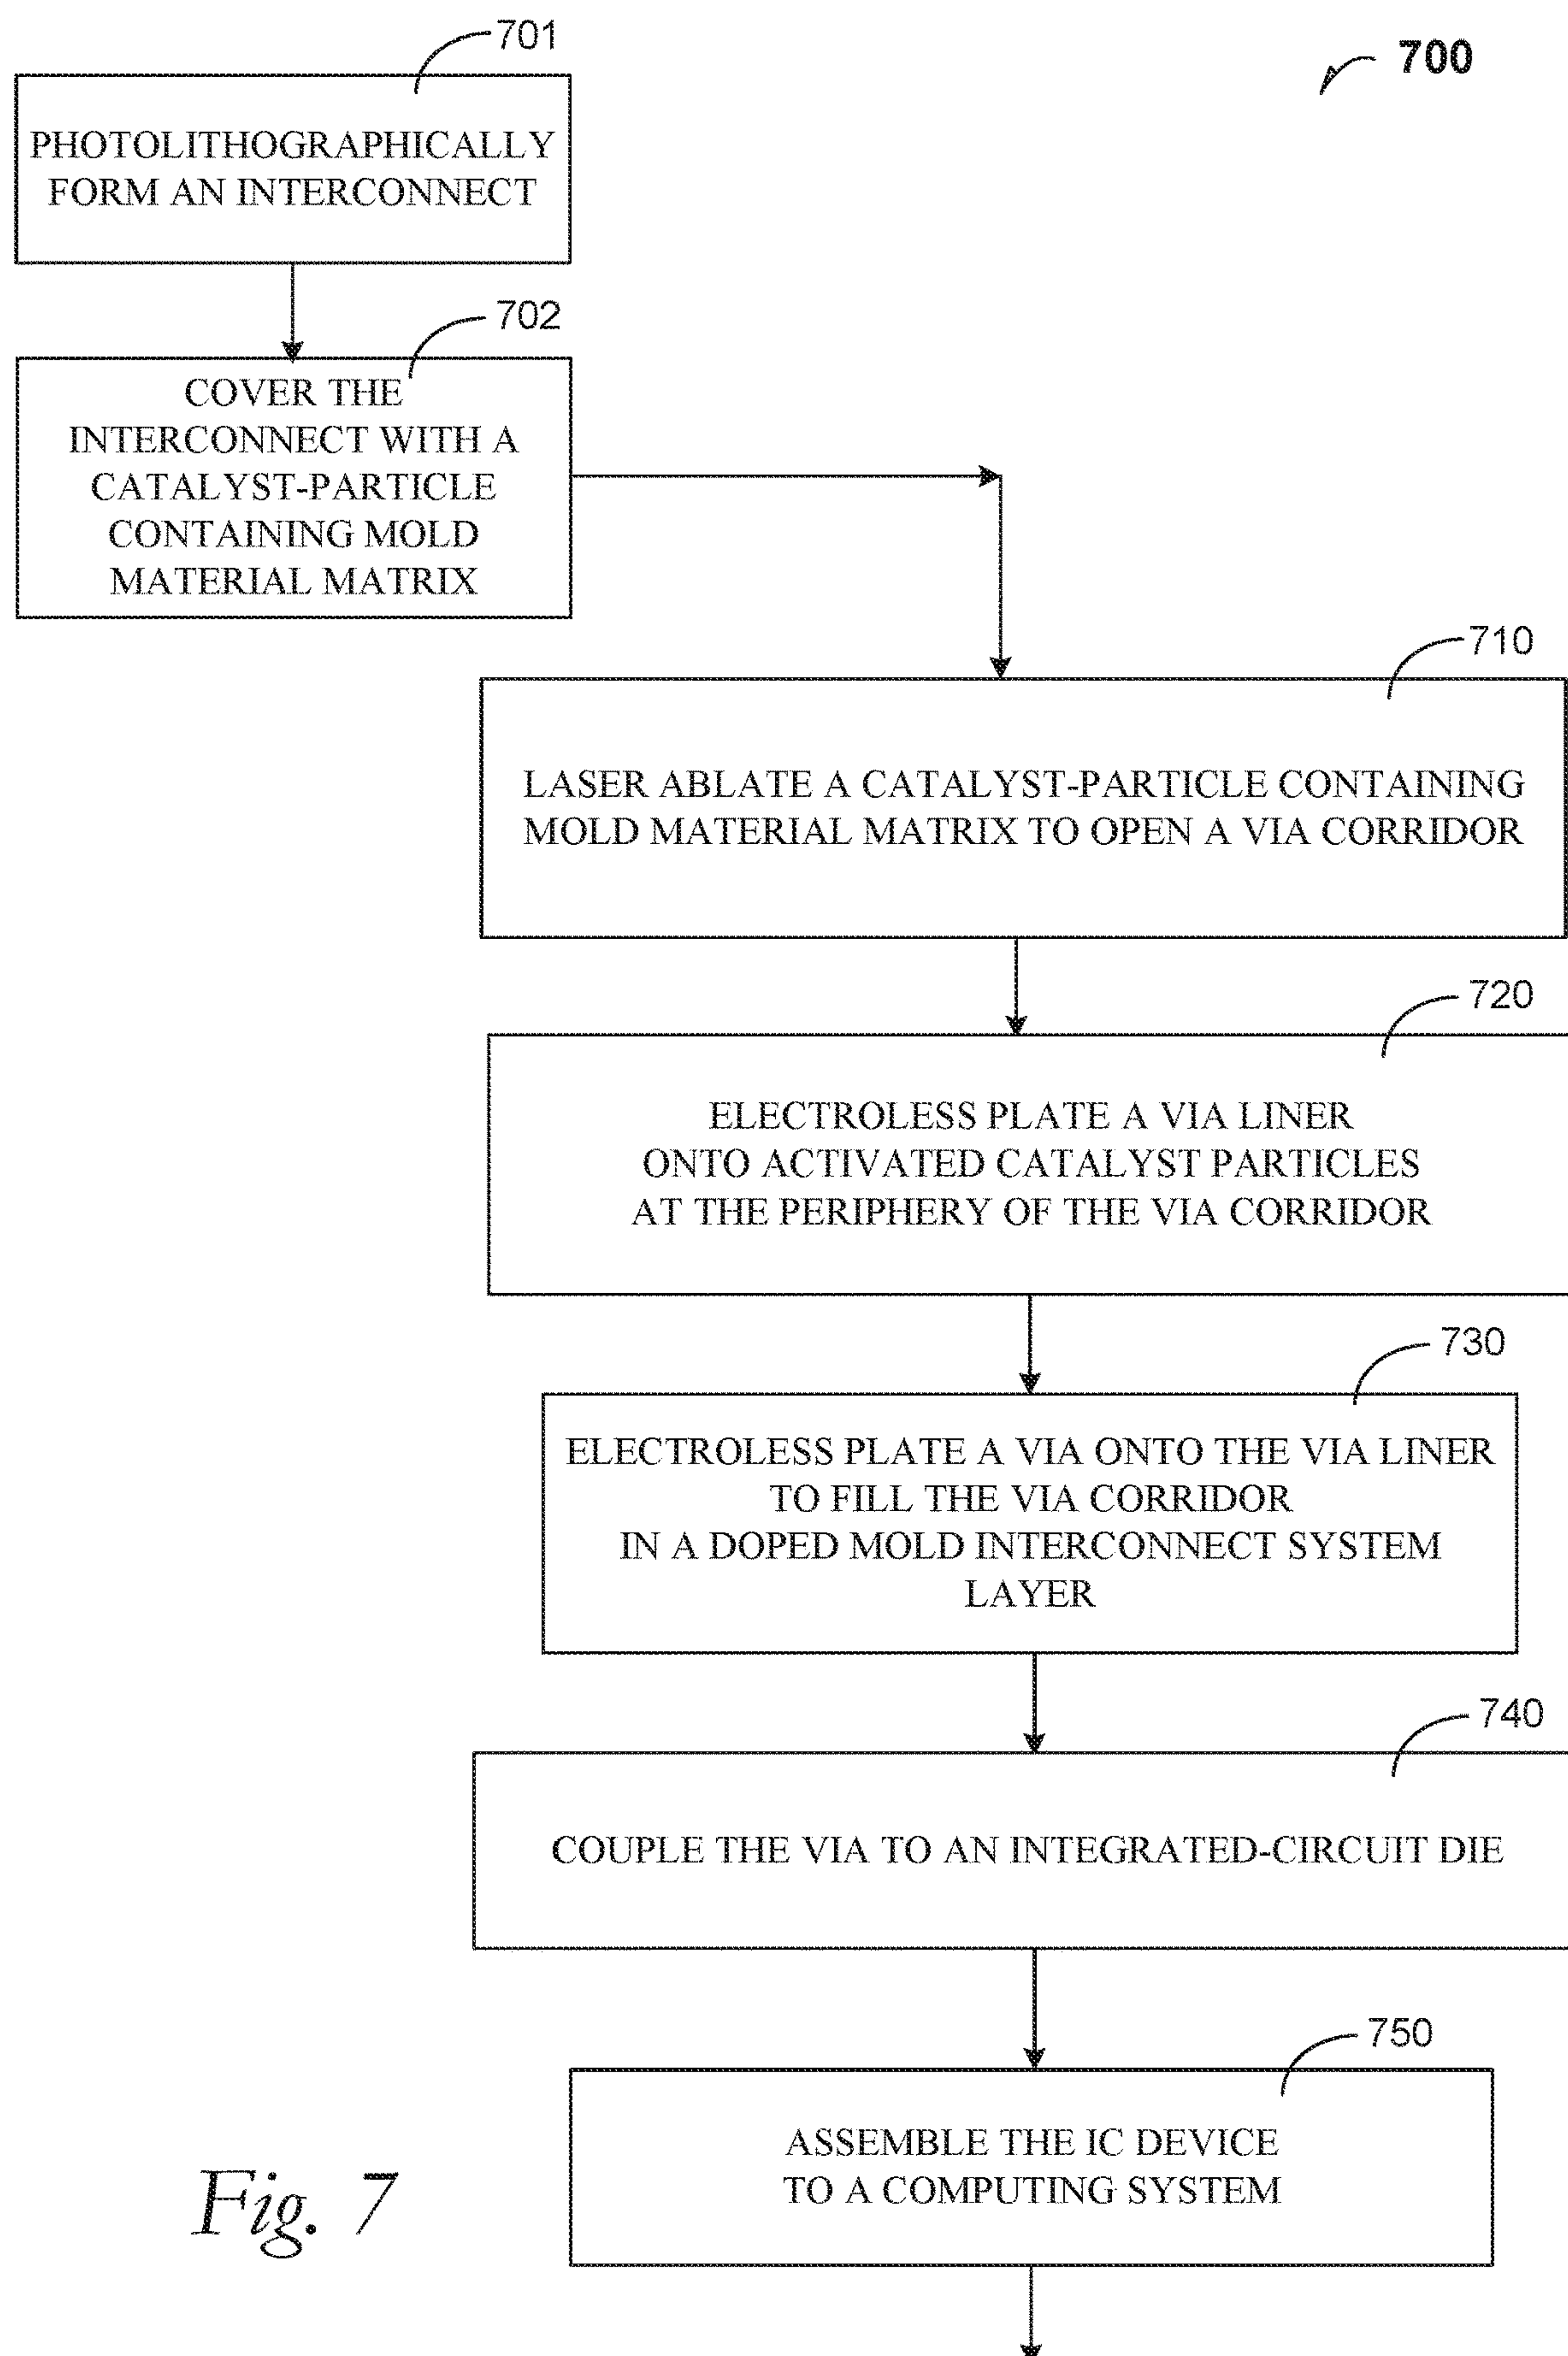 701
700
PHOTOLITHOGRAPHICALLY
FORM AN INTERCONNECT
702
COVER THE
INTERCONNECT WITH A
CATALYST-PARTICLE
CONTAINING MOLD
MATERIAL MATRIX
710
LASER ABLATE A CATALYST-PARTICLE CONTAINING
MOLD MATERIAL MATRIX TO OPEN A VIA CORRIDOR
720
ELECTROLESS PLATE A VIA LINER
ONTO ACTIVATED CATALYST PARTICLES
AT THE PERIPHERY OF THE VIA CORRIDOR
730
ELECTROLESS PLATE A VIA ONTO THE VIA LINER
TO FILL THE VIA CORRIDOR
IN A DOPED MOLD INTERCONNECT SYSTEM
LAYER
740
COUPLE THE VIA TO AN INTEGRATED-CIRCUIT DIE
750
ASSEMBLE THE IC DEVICE
TO A COMPUTING SYSTEM
Fig. 7